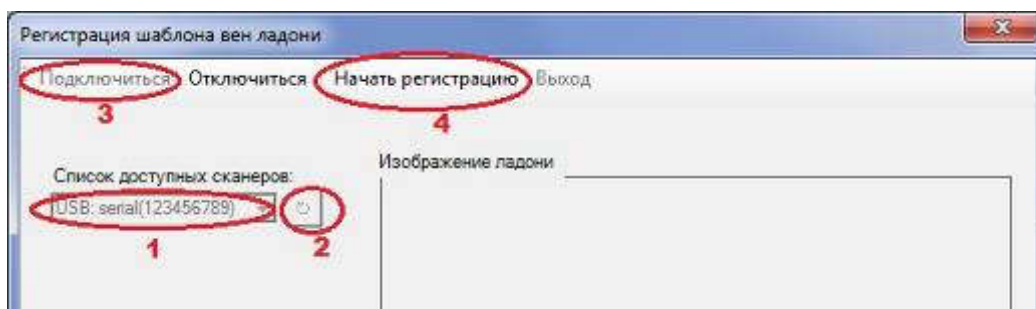 Регистрация шаблона вен ладони
Подключиться Отключиться Начать регистрацию Выход
3
4
Изображение ладони
Список доступных сканеров:
USB: serial(123456789)
1
2